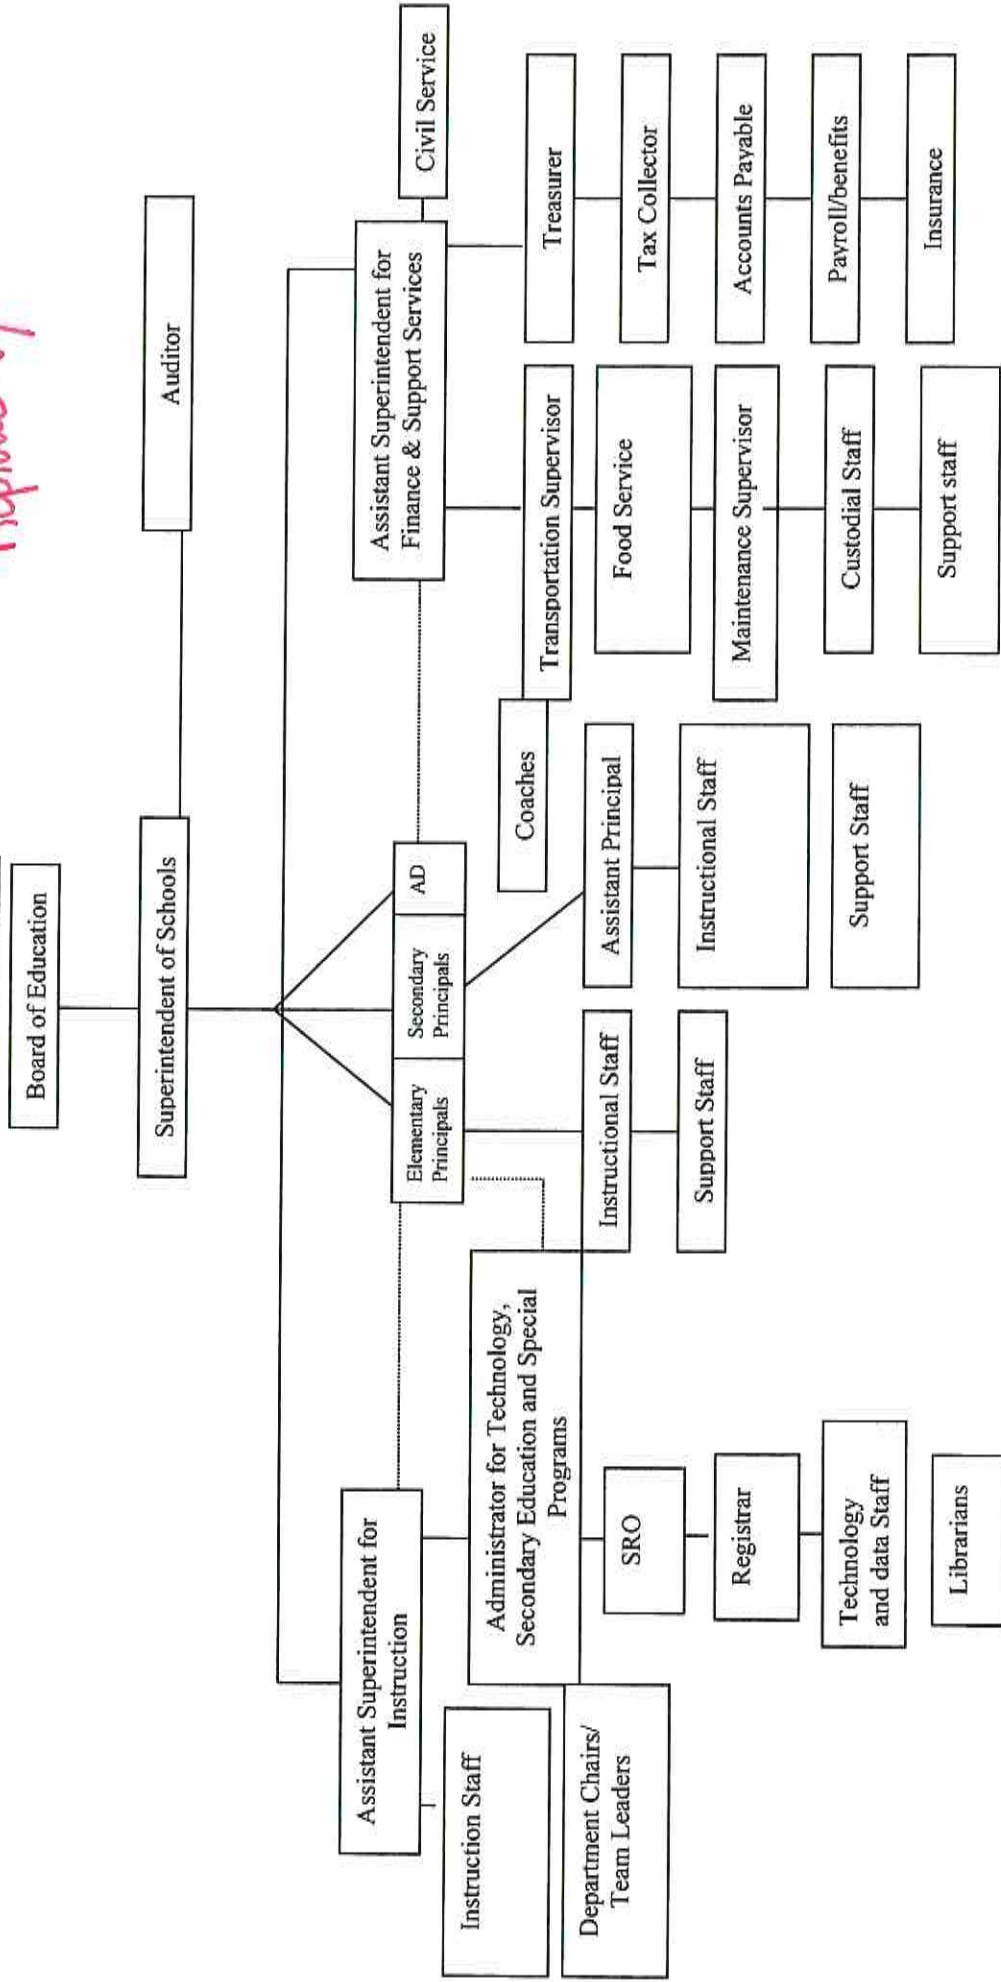 Board of Education
Superintendent of Schools
Auditor
Assistant Superintendent for
Instruction
Elementary
Principals
Secondary
Principals
AD
Assistant Superintendent for
Finance & Support Services
Civil Service
Instruction Staff
Department Chairs/
Team Leaders
Administrator for Technology,
Secondary Education and Special
Programs
SRO
Registrar
Technology
and data Staff
Librarians
Instructional Staff
Support Staff
Coaches
Assistant Principal
Instructional Staff
Support Staff
Transportation Supervisor
Food Service
Maintenance Supervisor
Custodial Staff
Support staff
Treasurer
Tax Collector
Accounts Payable
Payroll/benefits
Insurance